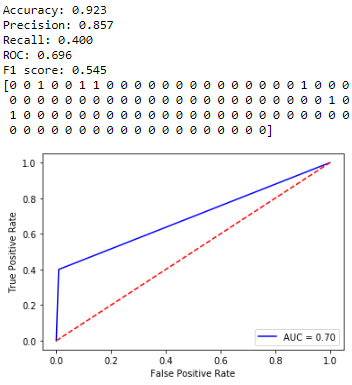 Accuracy: 0.923
Precision: 0.857
Recall: 0.400
ROC: 0.696
F1 score: 0.545
[0 0 1 0 0 1 1 0 0 0 0 0 0 0 0 0 0 0 0 0 0 1 0 0 0
0 0 0 0 0 0 0 0 0 0 0 0 0 0 0 0 0 0 0 0 0 0 0 1 0
1 0 0 0 0 0 0 0 0 0 0 0 0 0 0 0 0 0 0 0 0 0 0 0 0
0 0 0 0 0 0 0 0 0 0 0 0 0 0 0 0 0 0 0]
1.0
0.8
0.6
0.4
0.2
0.0
True Positive Rate
AUC = 0.70
0.0 0.2 0.4 0.6 0.8 1.0
False Positive Rate